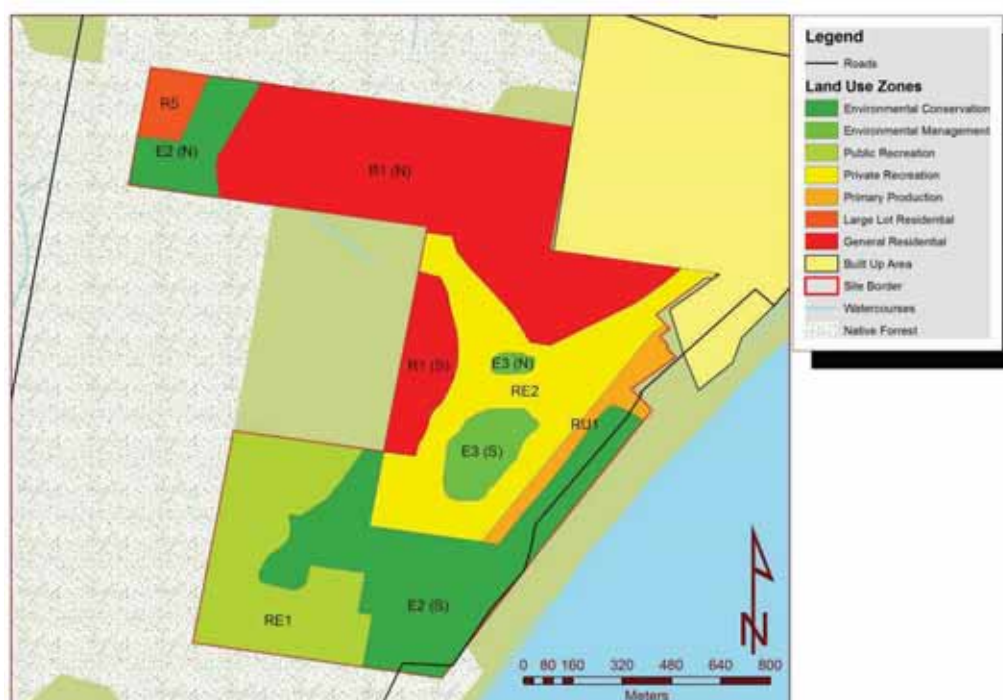 R5
E2 (N)
R1 (N)
R1 (S)
E3 (N)
RE2
RU1
E3 (S)
E2 (S)
RE1
N
0 80 160 320 480 640 800
Meters
Legend
Roads
Land Use Zones
Environmental Conservation
Environmental Management
Public Recreation
Private Recreation
Primary Production
Large Lot Residential
General Residential
Built Up Area
Site Border
Watercourses
Native Forrest